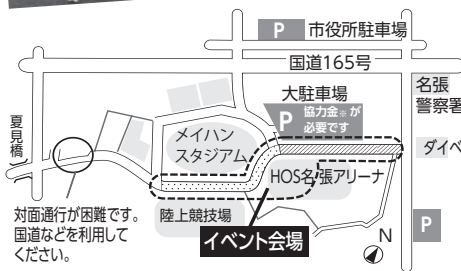 P 市役所駐車場
国道165号
大駐車場
P 協力金※が
必要です
名張
警察署
ダイベ
夏見橋
メイハン
スタジアム
HOS名張アリーナ
対面通行が困難です。
国道などを利用して
ください。
陸上競技場
イベント会場
N
P